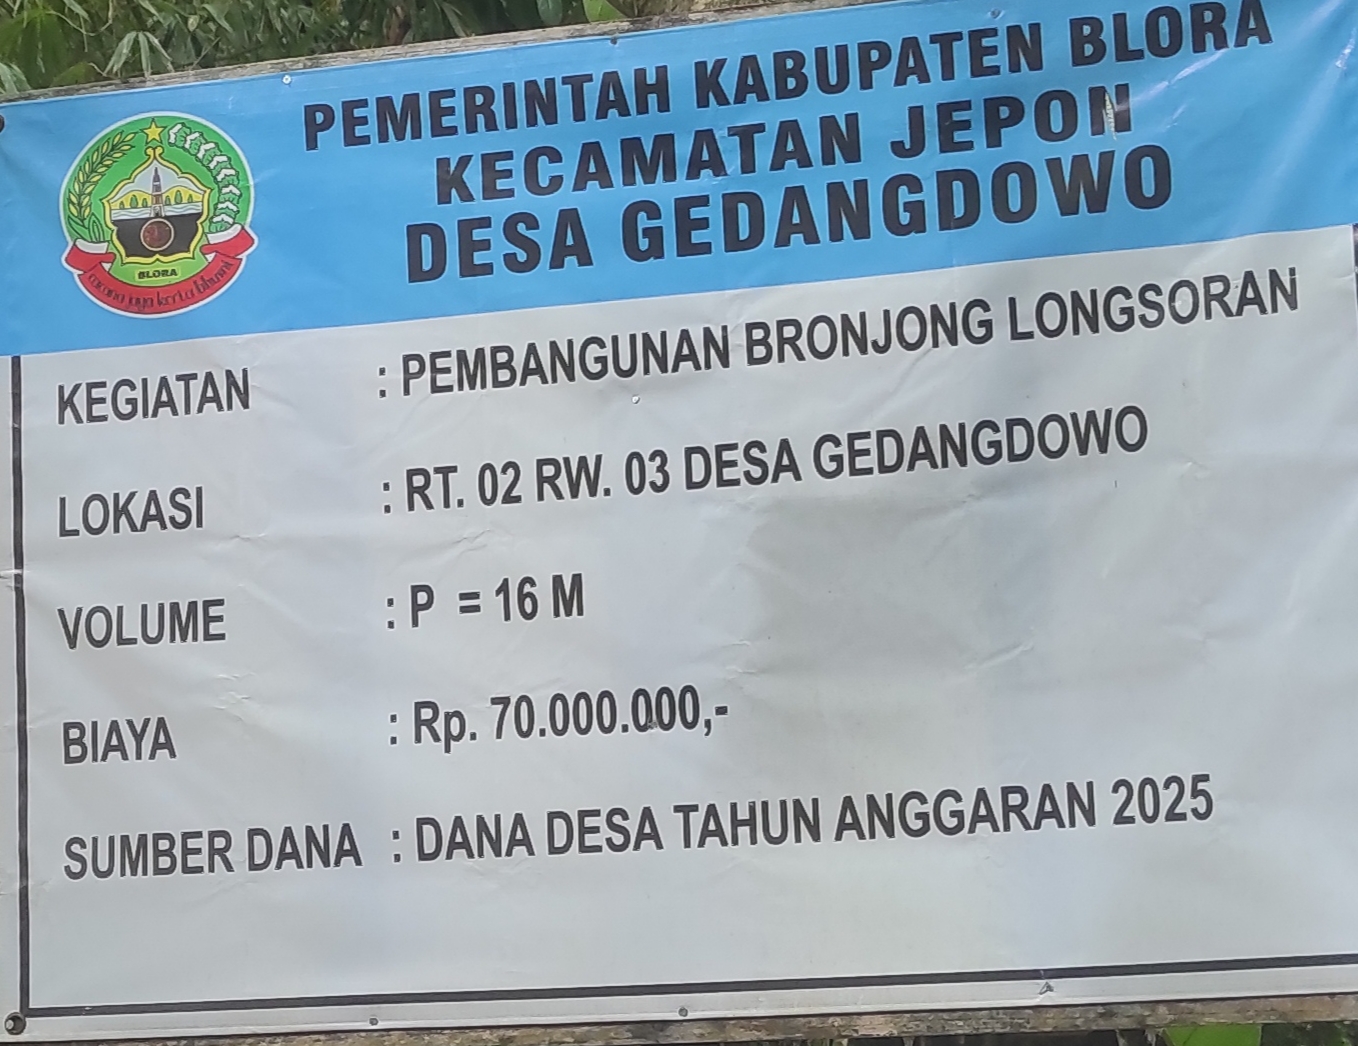 PEMERINTAH KABUPATEN BLORA
KECAMATAN JEPON
DESA GEDANGDOWO
BLORA
KEGIATAN : PEMBANGUNAN BRONJONG LONGSORAN
LOKASI : RT. 02 RW. 03 DESA GEDANGDOWO
VOLUME : P = 16 M
BIAYA : Rp. 70.000.000,-
SUMBER DANA : DANA DESA TAHUN ANGGARAN 2025